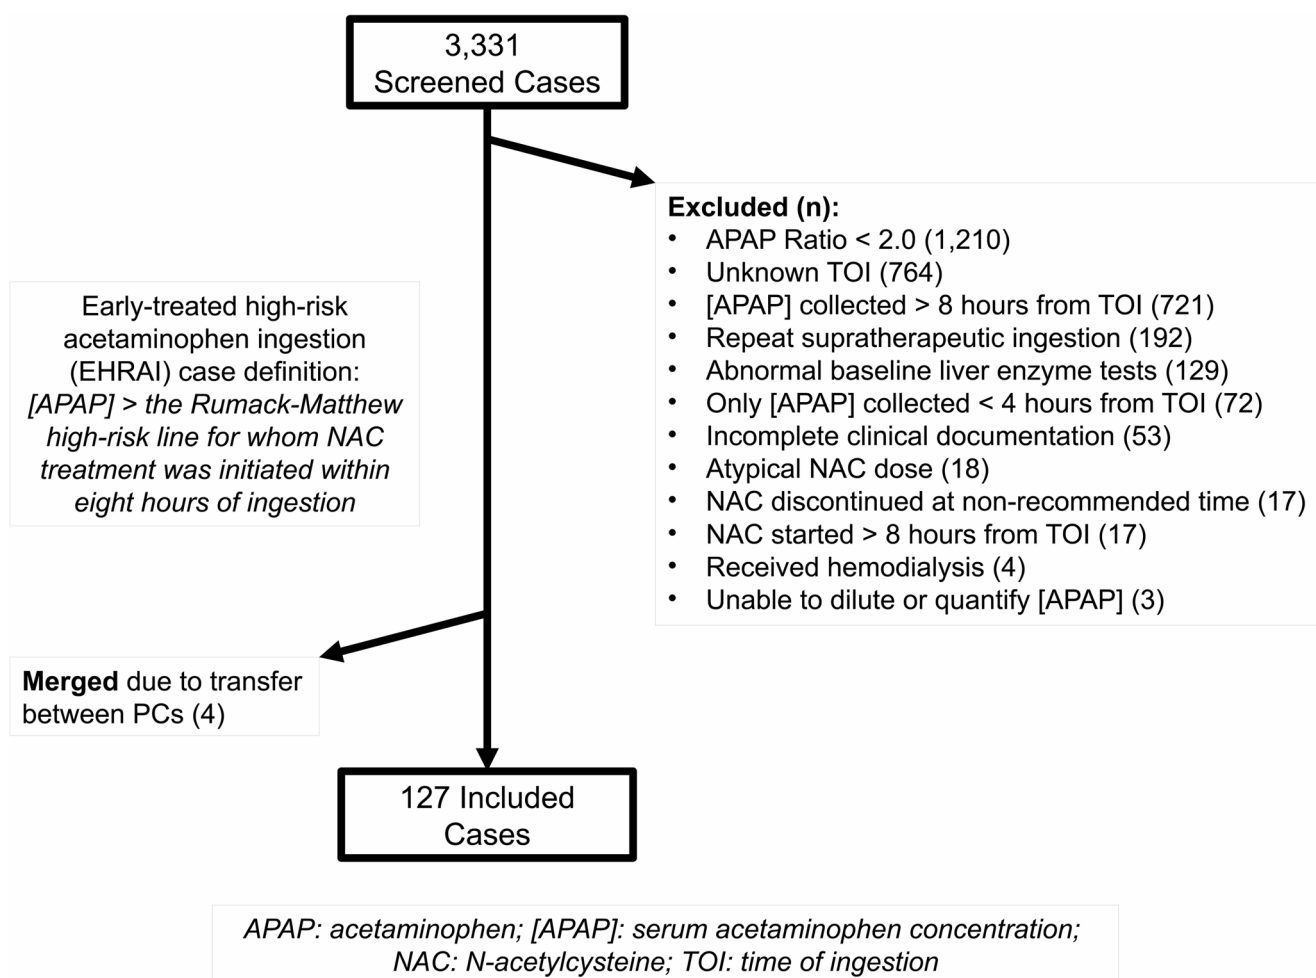 3,331
Screened Cases
Excluded (n):
• APAP Ratio < 2.0 (1,210)
• Unknown TOI (764)
• [APAP] collected > 8 hours from TOI (721)
• Repeat supratherapeutic ingestion (192)
• Abnormal baseline liver enzyme tests (129)
• Only [APAP] collected < 4 hours from TOI (72)
• Incomplete clinical documentation (53)
• Atypical NAC dose (18)
• NAC discontinued at non-recommended time (17)
• NAC started > 8 hours from TOI (17)
• Received hemodialysis (4)
• Unable to dilute or quantify [APAP] (3)
Early-treated high-risk
acetaminophen ingestion
(EHRAI) case definition:
[APAP] > the Rumack-Matthew
high-risk line for whom NAC
treatment was initiated within
eight hours of ingestion
Merged due to transfer
between PCs (4)
127 Included
Cases
APAP: acetaminophen; [APAP]: serum acetaminophen concentration;
NAC: N-acetylcysteine; TOI: time of ingestion